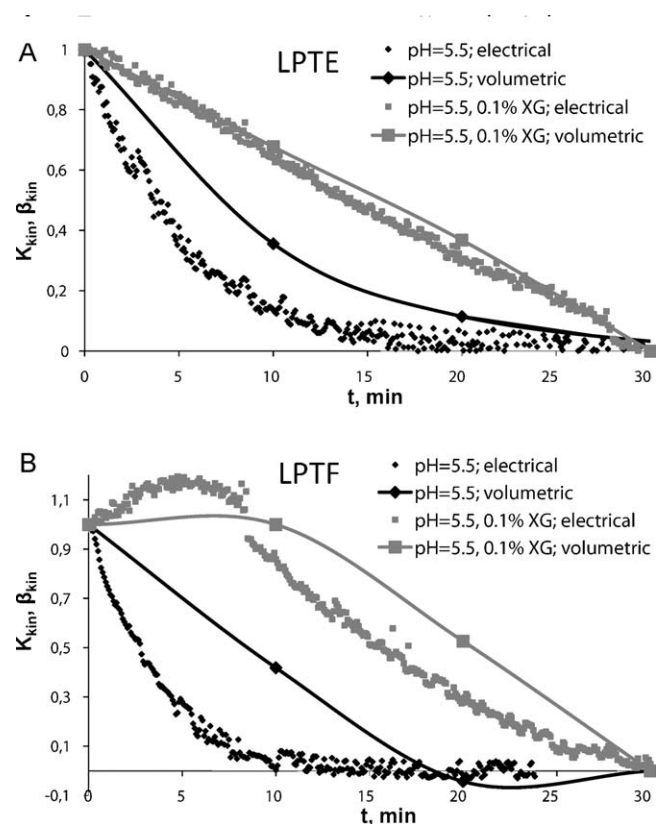 A
LPTE
pH=5.5; electrical
pH=5.5; volumetric
pH=5.5, 0.1% XG; electrical
pH=5.5, 0.1% XG; volumetric
K kin, β kin
1
0,8
0,6
0,4
0,2
0
0 5 10 15 20 25 30
t, min
B
LPTF
pH=5.5; electrical
pH=5.5; volumetric
pH=5.5, 0.1% XG; electrical
pH=5.5, 0.1% XG; volumetric
K kin, β kin
1,1
0,9
0,7
0,5
0,3
0,1
-0,1
0 5 10 15 20 25 30
t, min